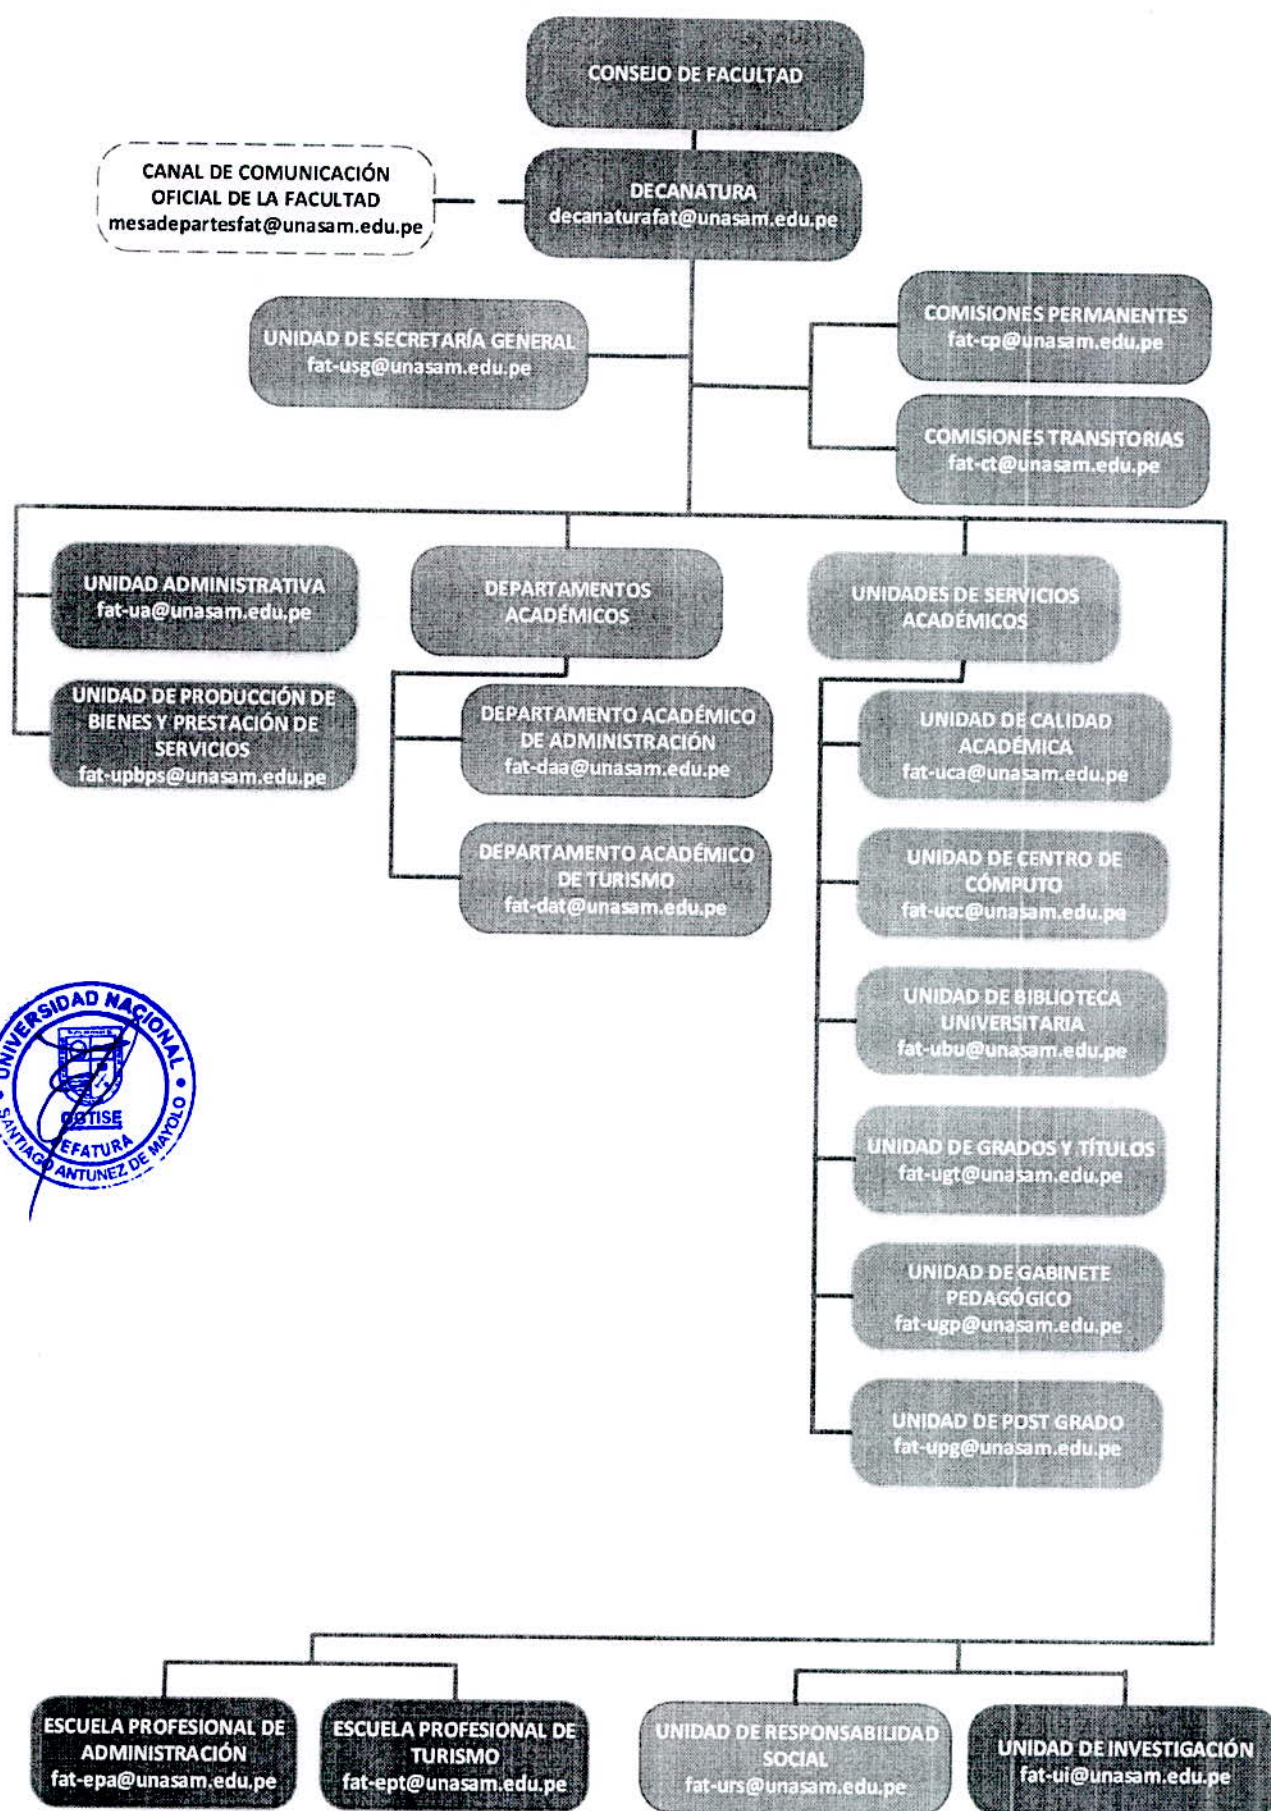 CONSEJO DE FACULTAD
CANAL DE COMUNICACIÓN
OFICIAL DE LA FACULTAD
mesadepartesfat@unasam.edu.pe
DECANATURA
decanaturafat@unasam.edu.pe
UNIDAD DE SECRETARÍA GENERAL
fat-usg@unasam.edu.pe
COMISIONES PERMANENTES
fat-cp@unasam.edu.pe
COMISIONES TRANSITORIAS
fat-ct@unasam.edu.pe
UNIDAD ADMINISTRATIVA
fat-ua@unasam.edu.pe
UNIDAD DE PRODUCCIÓN DE
BIENES Y PRESTACIÓN DE
SERVICIOS
fat-upbps@unasam.edu.pe
DEPARTAMENTOS
ACADÉMICOS
DEPARTAMENTO ACADÉMICO
DE ADMINISTRACIÓN
fat-daa@unasam.edu.pe
DEPARTAMENTO ACADÉMICO
DE TURISMO
fat-dat@unasam.edu.pe
UNIDADES DE SERVICIOS
ACADÉMICOS
UNIDAD DE CALIDAD
ACADÉMICA
fat-uca@unasam.edu.pe
UNIDAD DE CENTRO DE
CÓMPUTO
fat-ucc@unasam.edu.pe
UNIDAD DE BIBLIOTECA
UNIVERSITARIA
fat-ubu@unasam.edu.pe
UNIDAD DE GRADOS Y TÍTULOS
fat-ugt@unasam.edu.pe
UNIDAD DE GABINETE
PEDAGÓGICO
fat-ugp@unasam.edu.pe
UNIDAD DE POST GRADO
fat-upg@unasam.edu.pe
UNIVERSIDAD NACIONAL
SANTIAGO ANTUNEZ DE MAYOLO
OGTISE
JEFATURA
ESCUELA PROFESIONAL DE
ADMINISTRACIÓN
fat-epa@unasam.edu.pe
ESCUELA PROFESIONAL DE
TURISMO
fat-ept@unasam.edu.pe
UNIDAD DE RESPONSABILIDAD
SOCIAL
fat-urs@unasam.edu.pe
UNIDAD DE INVESTIGACIÓN
fat-ui@unasam.edu.pe